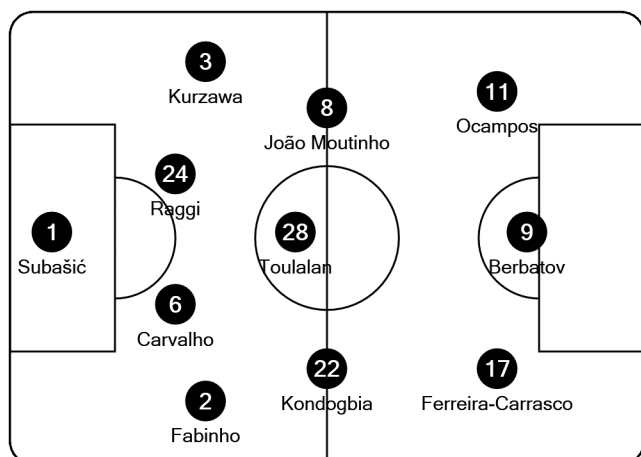 3
Kurzawa
8
João Moutinho
11
Ocampos
24
Raggi
1
Subašić
28
Toulalan
9
Berbatov
6
Carvalho
2
Fabinho
22
Kondogbia
17
Ferreira-Carrasco